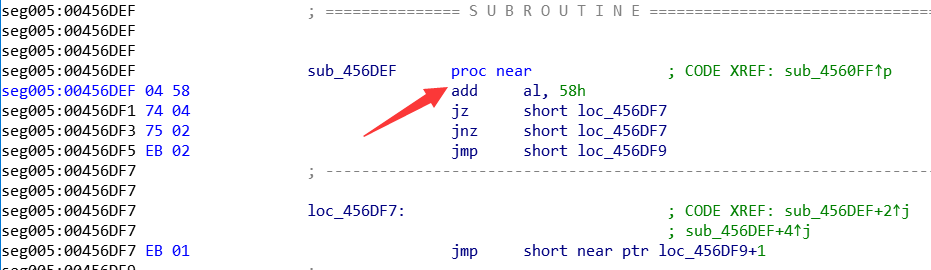 seg005:00456DEF ; =============== S U B R O U T I N E =================================
seg005:00456DEF
seg005:00456DEF
seg005:00456DEF sub_456DEF proc near ; CODE XREF: sub_4560FF↑p
seg005:00456DEF 04 58 add al, 58h
seg005:00456DF1 74 04 jz short loc_456DF7
seg005:00456DF3 75 02 jnz short loc_456DF7
seg005:00456DF5 EB 02 jmp short loc_456DF9
seg005:00456DF7 ; ---------------------------------------------------------------------
seg005:00456DF7
seg005:00456DF7 loc_456DF7: ; CODE XREF: sub_456DEF+2↑j
seg005:00456DF7 ; sub_456DEF+4↑j
seg005:00456DF7 EB 01 jmp short near ptr loc_456DF9+1